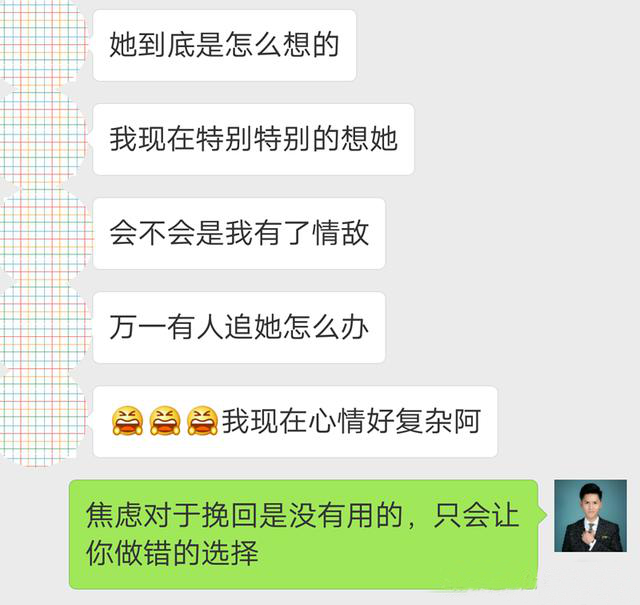 她到底是怎么想的
我现在特别特别的想她
会不会是我有了情敌
万一有人追她怎么办
😫😫😫我现在心情好复杂阿
焦虑对于挽回是没有用的，只会让
你做错的选择